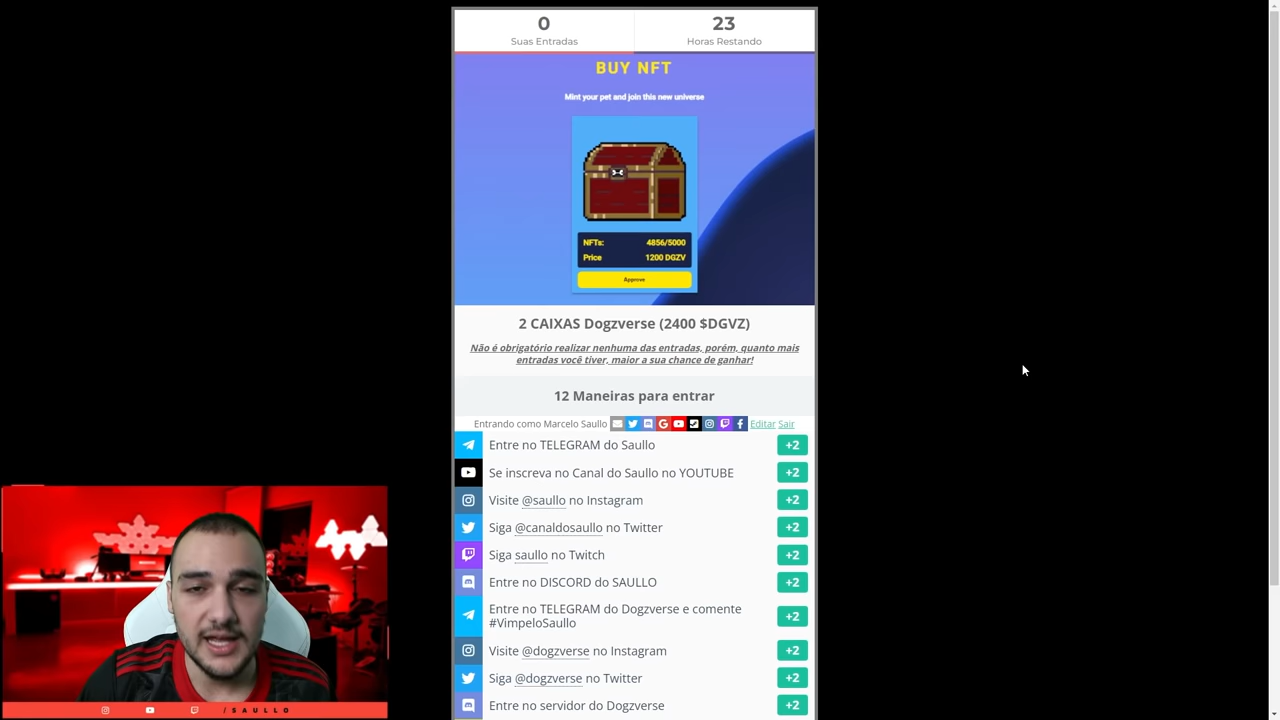 0
Suas Entradas
23
Horas Restando
BUY NFT
Mint your pet and join this new universe
NFTs: 4856/5000
Price 1200 DGZV
Approve
2 CAIXAS Dogzverse (2400 $DGVZ)
Não é obrigatório realizar nenhuma das entradas, porém, quanto mais
entradas você tiver, maior a sua chance de ganhar!
12 Maneiras para entrar
Entrando como Marcelo Saullo Editar Sair
Entre no TELEGRAM do Saullo +2
Se inscreva no Canal do Saullo no YOUTUBE +2
Visite @saullo no Instagram +2
Siga @canaldosaullo no Twitter +2
Siga saullo no Twitch +2
Entre no DISCORD do SAULLO +2
Entre no TELEGRAM do Dogzverse e comente
#VimpeloSaullo +2
Visite @dogzverse no Instagram +2
Siga @dogzverse no Twitter +2
Entre no servidor do Dogzverse +2
/SAULLO